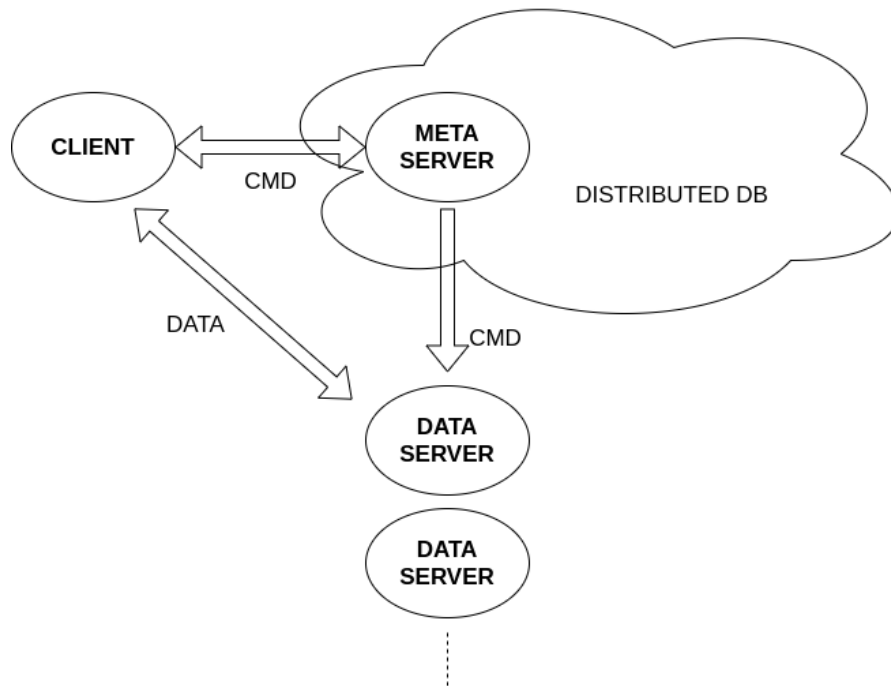 CLIENT
META
SERVER
CMD
DISTRIBUTED DB
DATA
CMD
DATA
SERVER
DATA
SERVER